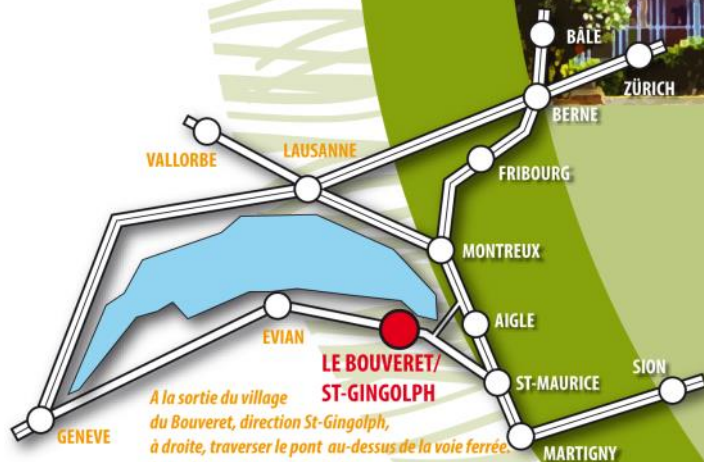 BÂLE
ZÜRICH
BERNE
VALLORBE
LAUSANNE
FRIBOURG
MONTREUX
EVIAN
AIGLE
LE BOUVERET/
ST-GINGOLPH
ST-MAURICE
SION
GENEVE
MARTIGNY
A la sortie du village
du Bouveret, direction St-Gingolph,
à droite, traverser le pont au-dessus de la voie ferrée.